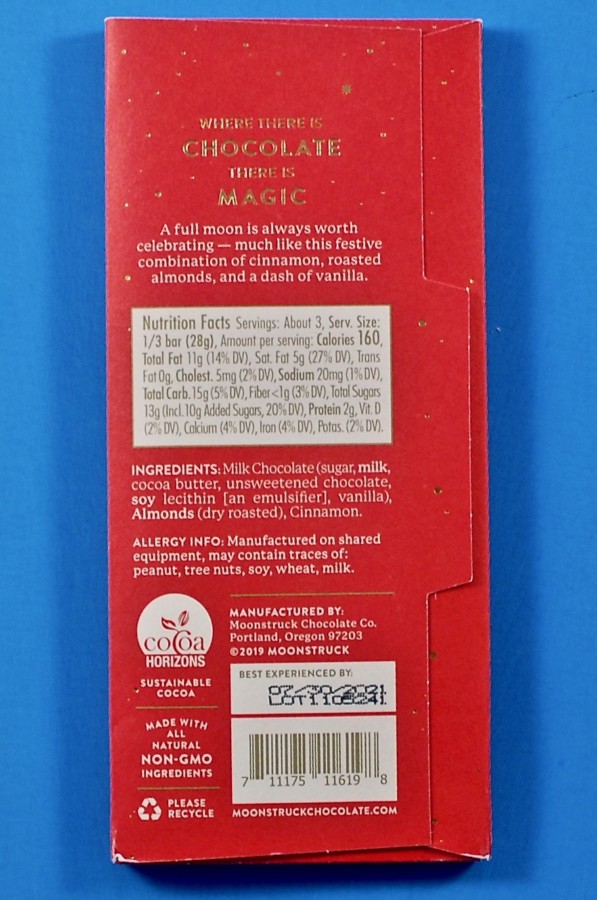 WHERE THERE IS
CHOCOLATE
THERE IS
MAGIC
A full moon is always worth
celebrating — much like this festive
combination of cinnamon, roasted
almonds, and a dash of vanilla.
Nutrition Facts Servings: About 3, Serv. Size:
1/3 bar (28g), Amount per serving: Calories 160,
Total Fat 11g (14% DV), Sat. Fat 5g (27% DV), Trans
Fat 0g, Cholest. 5mg (2% DV), Sodium 20mg (1% DV),
Total Carb. 15g (5% DV), Fiber <1g (3% DV), Total Sugars
13g (Incl. 10g Added Sugars, 20% DV), Protein 2g, Vit. D
(2% DV), Calcium (4% DV), Iron (4% DV), Potas. (2% DV).
INGREDIENTS: Milk Chocolate (sugar, milk,
cocoa butter, unsweetened chocolate,
soy lecithin [an emulsifier], vanilla),
Almonds (dry roasted), Cinnamon.
ALLERGY INFO: Manufactured on shared
equipment, may contain traces of:
peanut, tree nuts, soy, wheat, milk.
cocoa
HORIZONS
SUSTAINABLE
COCOA
MADE WITH
ALL
NATURAL
NON-GMO
INGREDIENTS
PLEASE
RECYCLE
MANUFACTURED BY:
Moonstruck Chocolate Co.
Portland, Oregon 97203
©2019 MOONSTRUCK
BEST EXPERIENCED BY:
07/30/2021
7 11175 11619 8
MOONSTRUCKCHOCOLATE.COM